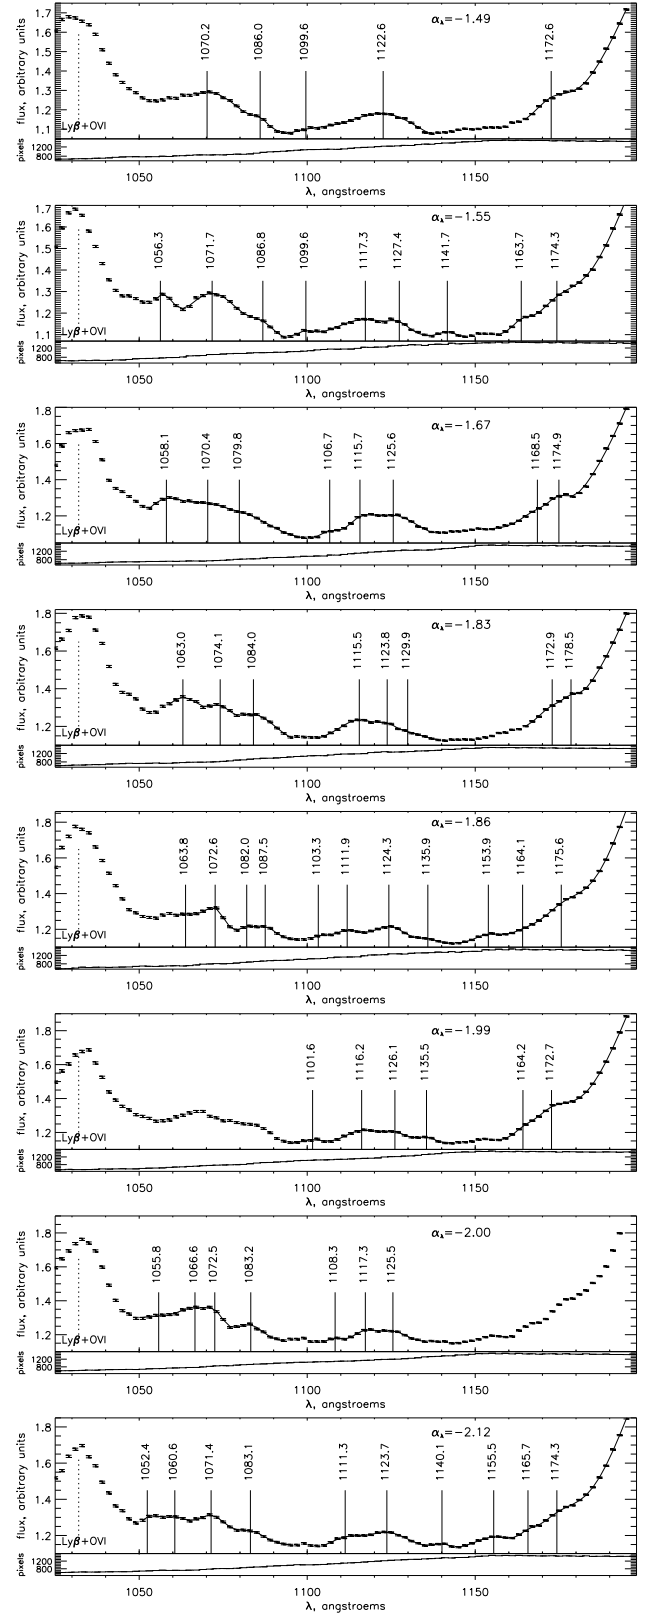 α_λ=−1.49
1070.2 1086.0 1099.6 1122.6 1172.6
flux, arbitrary units
1.7
1.6
1.5
1.4
1.3
1.2
1.1
Lyβ+OVI
pixels
1200
800
1050 1100 1150
λ, angstroems
α_λ=−1.55
1056.3 1071.7 1086.8 1099.6 1117.3 1127.4 1141.7 1163.7 1174.3
flux, arbitrary units
1.7
1.6
1.5
1.4
1.3
1.2
1.1
Lyβ+OVI
pixels
1200
800
1050 1100 1150
λ, angstroems
α_λ=−1.67
1058.1 1070.4 1079.8 1106.7 1115.7 1125.6 1168.5 1174.9
flux, arbitrary units
1.8
1.6
1.4
1.2
Lyβ+OVI
pixels
1200
800
1050 1100 1150
λ, angstroems
α_λ=−1.83
1063.0 1074.1 1084.0 1115.5 1123.8 1129.9 1172.9 1178.5
flux, arbitrary units
1.8
1.6
1.4
1.2
Lyβ+OVI
pixels
1200
800
1050 1100 1150
λ, angstroems
α_λ=−1.86
1063.8 1072.6 1082.0 1087.5 1103.3 1111.9 1124.3 1135.9 1153.9 1164.1 1175.6
flux, arbitrary units
1.8
1.6
1.4
1.2
Lyβ+OVI
pixels
1200
800
1050 1100 1150
λ, angstroems
α_λ=−1.99
1101.6 1116.2 1126.1 1135.5 1164.2 1172.7
flux, arbitrary units
1.8
1.6
1.4
1.2
Lyβ+OVI
pixels
1200
800
1050 1100 1150
λ, angstroems
α_λ=−2.00
1055.8 1066.6 1072.5 1083.2 1108.3 1117.3 1125.5
flux, arbitrary units
1.8
1.6
1.4
1.2
Lyβ+OVI
pixels
1200
800
1050 1100 1150
λ, angstroems
α_λ=−2.12
1052.4 1060.6 1071.4 1083.1 1111.3 1123.7 1140.1 1155.5 1165.7 1174.3
flux, arbitrary units
1.8
1.6
1.4
1.2
Lyβ+OVI
pixels
1200
800
1050 1100 1150
λ, angstroems